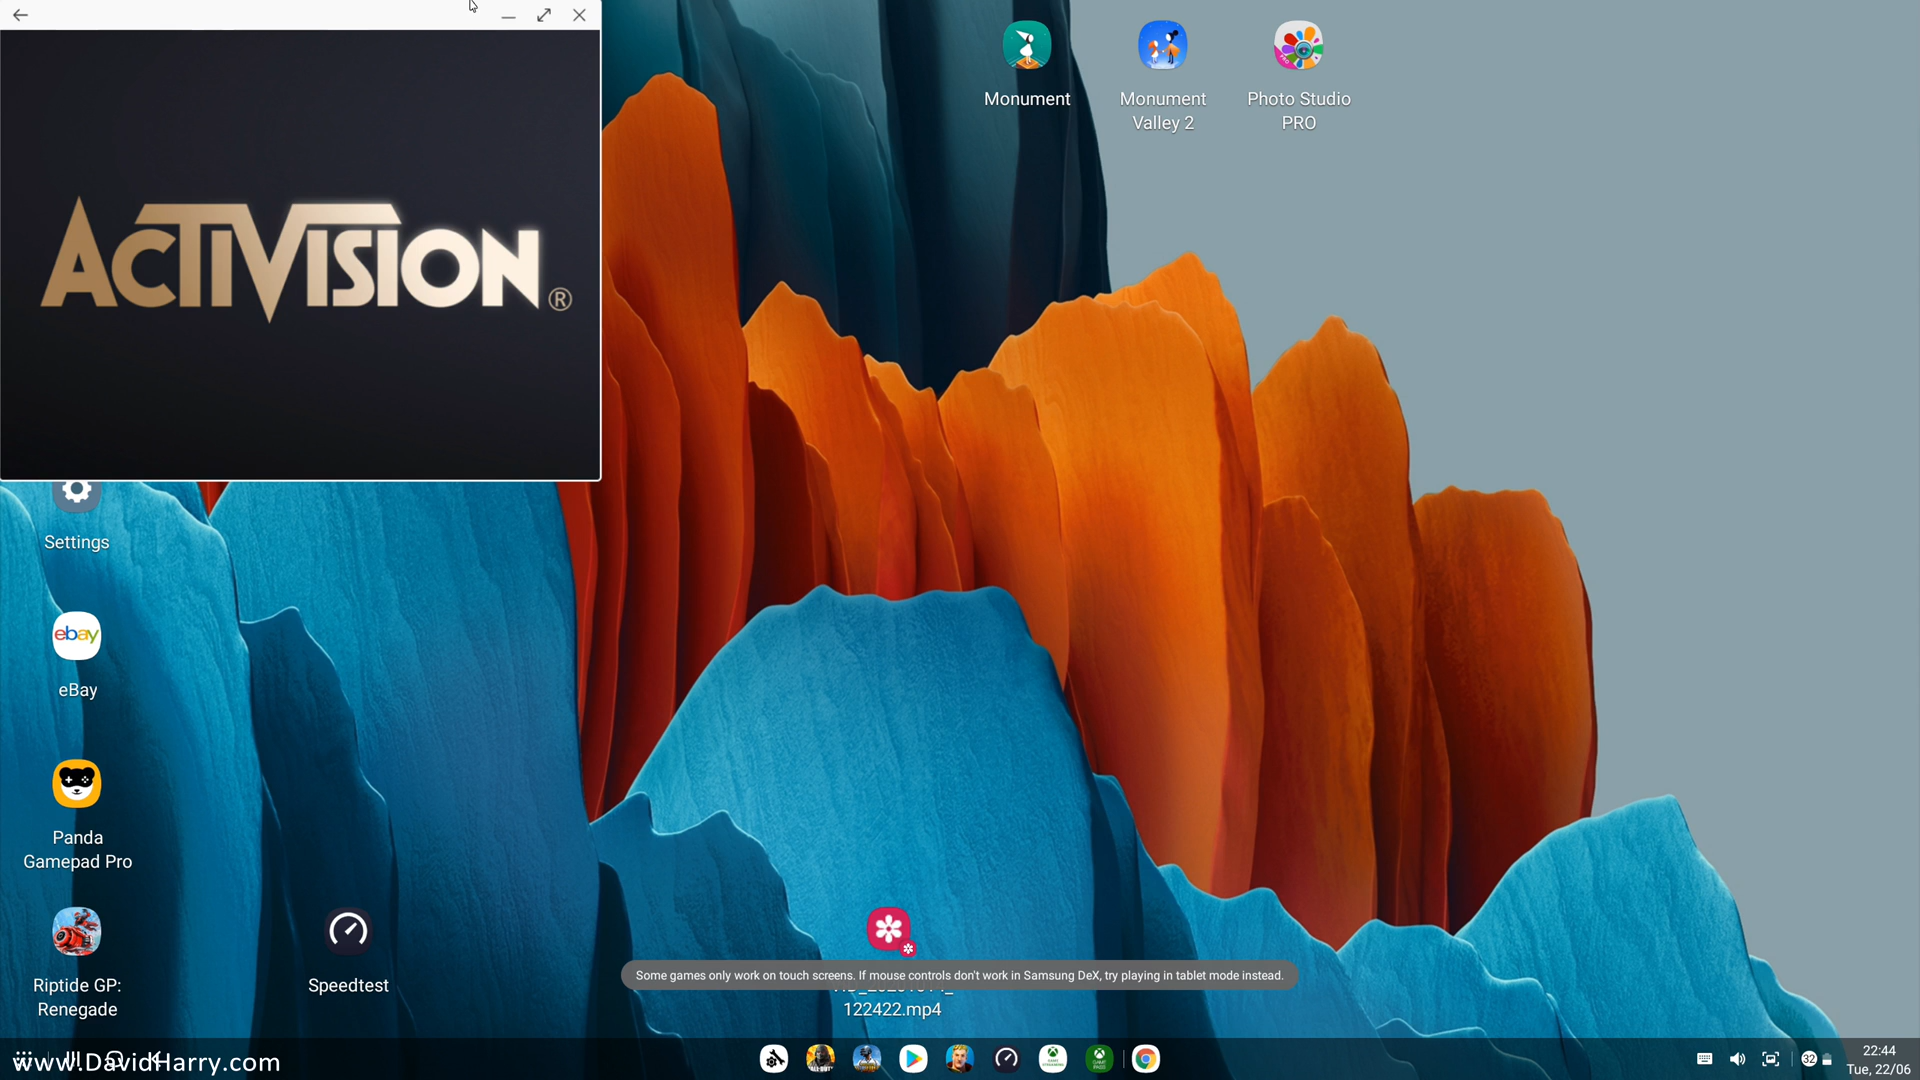 ACTIVISION®
Monument
Monument
Valley 2
Photo Studio
PRO
Settings
ebay
eBay
Panda
Gamepad Pro
Riptide GP:
Renegade
Speedtest
Some games only work on touch screens. If mouse controls don't work in Samsung DeX, try playing in tablet mode instead.
122422.mp4
www.DavidHarry.com
32
22:44
Tue, 22/06